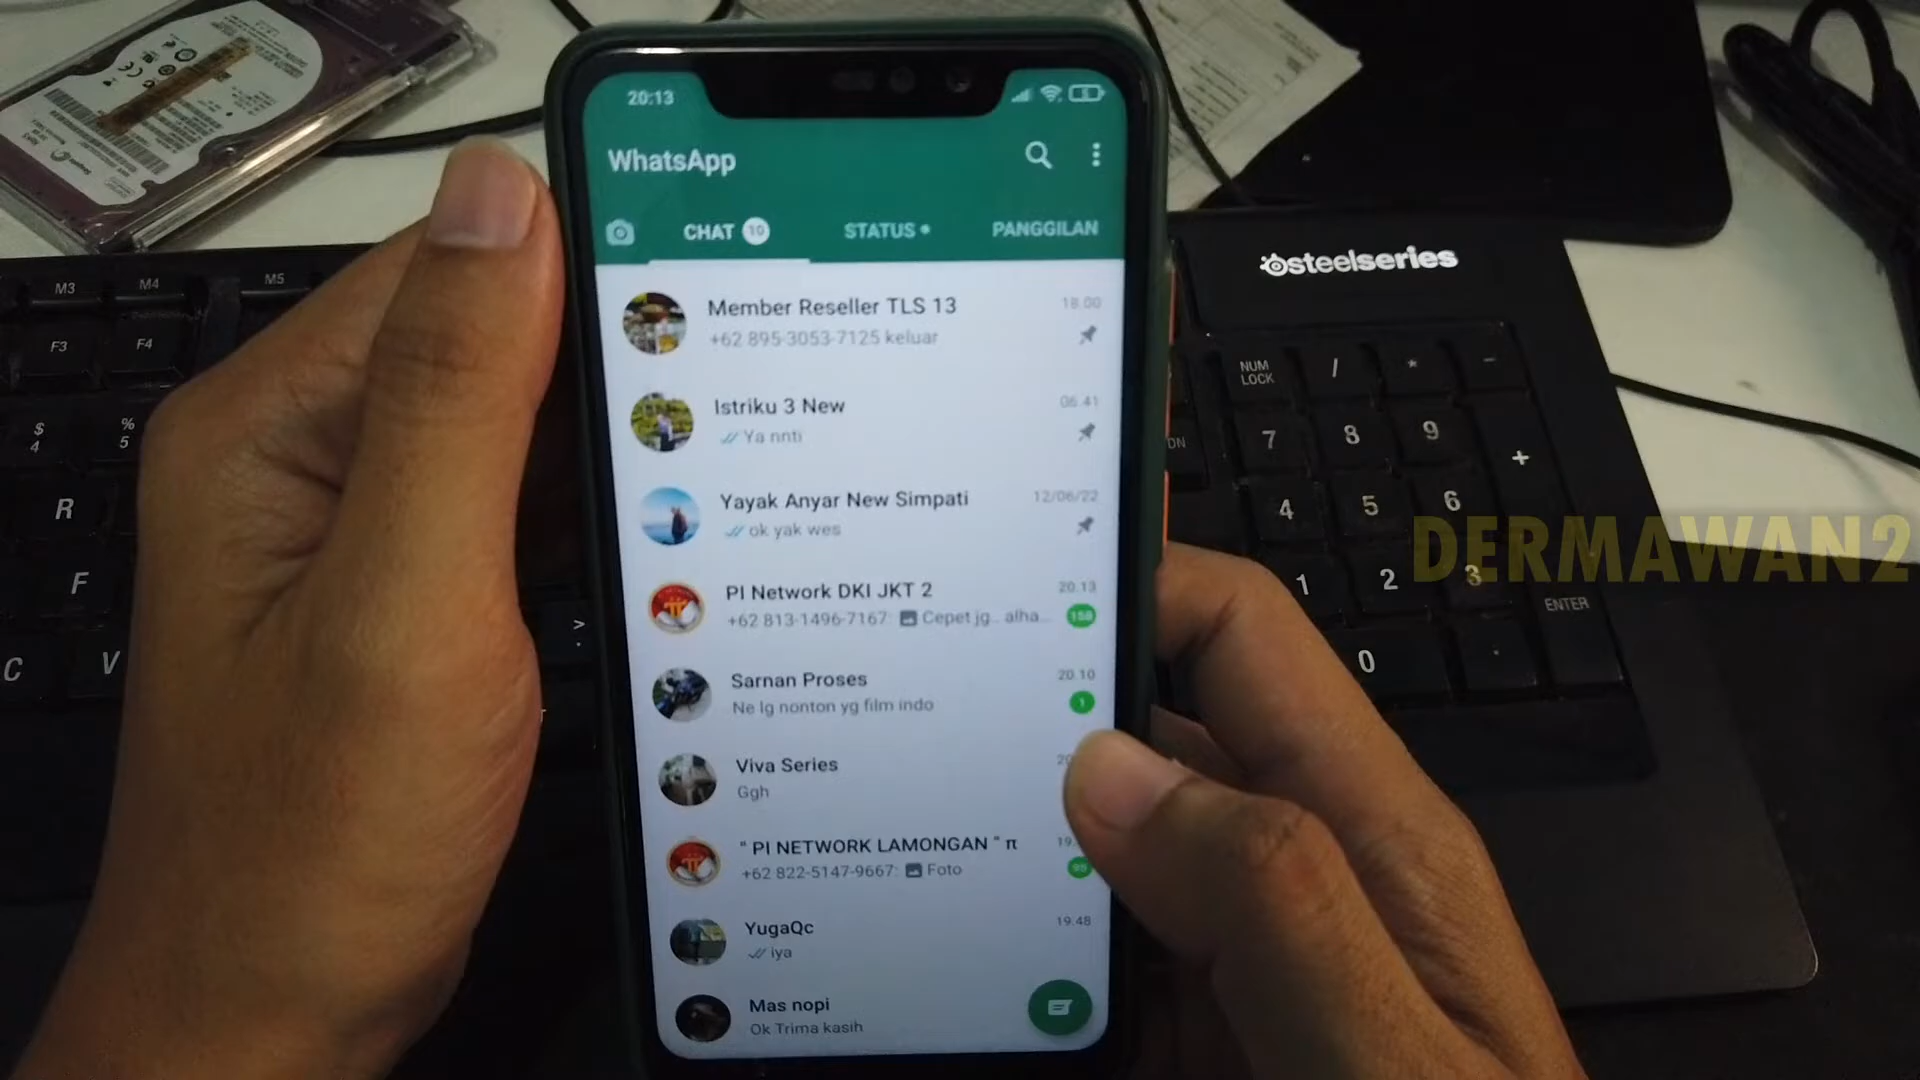 20:13
WhatsApp
CHAT 10 STATUS PANGGILAN
Member Reseller TLS 13 18.00
+62 895-3053-7125 keluar
Istriku 3 New 06.41
Ya nnti
Yayak Anyar New Simpati 12/06/22
ok yak wes
PI Network DKI JKT 2 20.13
+62 813-1496-7167: Cepet jg.. alha...
158
Sarnan Proses 20.10
Ne lg nonton yg film indo 1
Viva Series
Ggh
" PI NETWORK LAMONGAN " π
+62 822-5147-9667: Foto 95
YugaQc 19.48
iya
Mas nopi
Ok Trima kasih
steelseries
NUM LOCK / * -
7 8 9 +
4 5 6
1 2 3
ENTER
0 .
DERMAWAN2
M3 M4 M5
F3 F4
$ %
4 5
R
F
C V
>
.